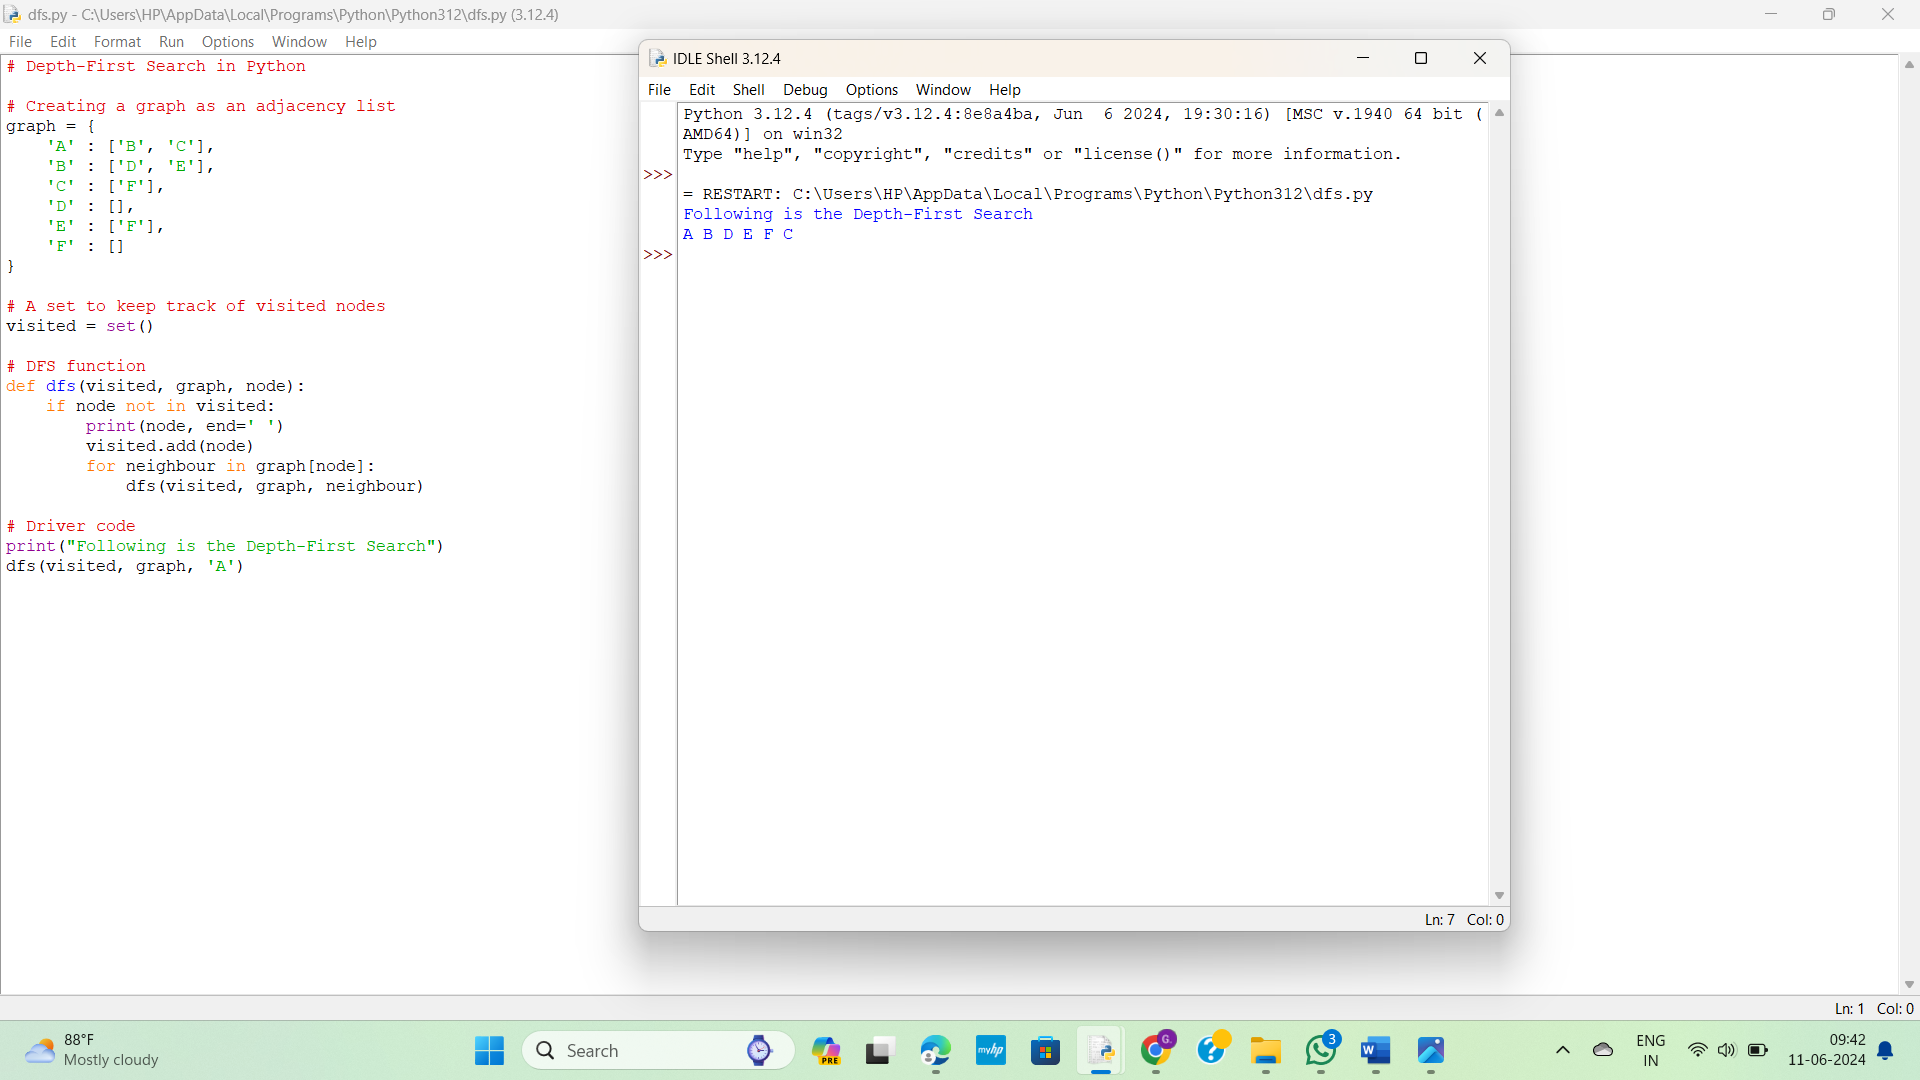 dfs.py - C:\Users\HP\AppData\Local\Programs\Python\Python312\dfs.py (3.12.4)
File Edit Format Run Options Window Help
# Depth-First Search in Python
# Creating a graph as an adjacency list
graph = {
    'A' : ['B', 'C'],
    'B' : ['D', 'E'],
    'C' : ['F'],
    'D' : [],
    'E' : ['F'],
    'F' : []
}
# A set to keep track of visited nodes
visited = set()
# DFS function
def dfs(visited, graph, node):
    if node not in visited:
        print(node, end=' ')
        visited.add(node)
        for neighbour in graph[node]:
            dfs(visited, graph, neighbour)
# Driver code
print("Following is the Depth-First Search")
dfs(visited, graph, 'A')
IDLE Shell 3.12.4
File Edit Shell Debug Options Window Help
Python 3.12.4 (tags/v3.12.4:8e8a4ba, Jun  6 2024, 19:30:16) [MSC v.1940 64 bit (
AMD64)] on win32
Type "help", "copyright", "credits" or "license()" for more information.
>>>
= RESTART: C:\Users\HP\AppData\Local\Programs\Python\Python312\dfs.py
Following is the Depth-First Search
A B D E F C
>>>
Ln: 7 Col: 0
Ln: 1 Col: 0
88°F
Mostly cloudy
Search
PRE
myhp
G.
3
W
ENG
IN
09:42
11-06-2024